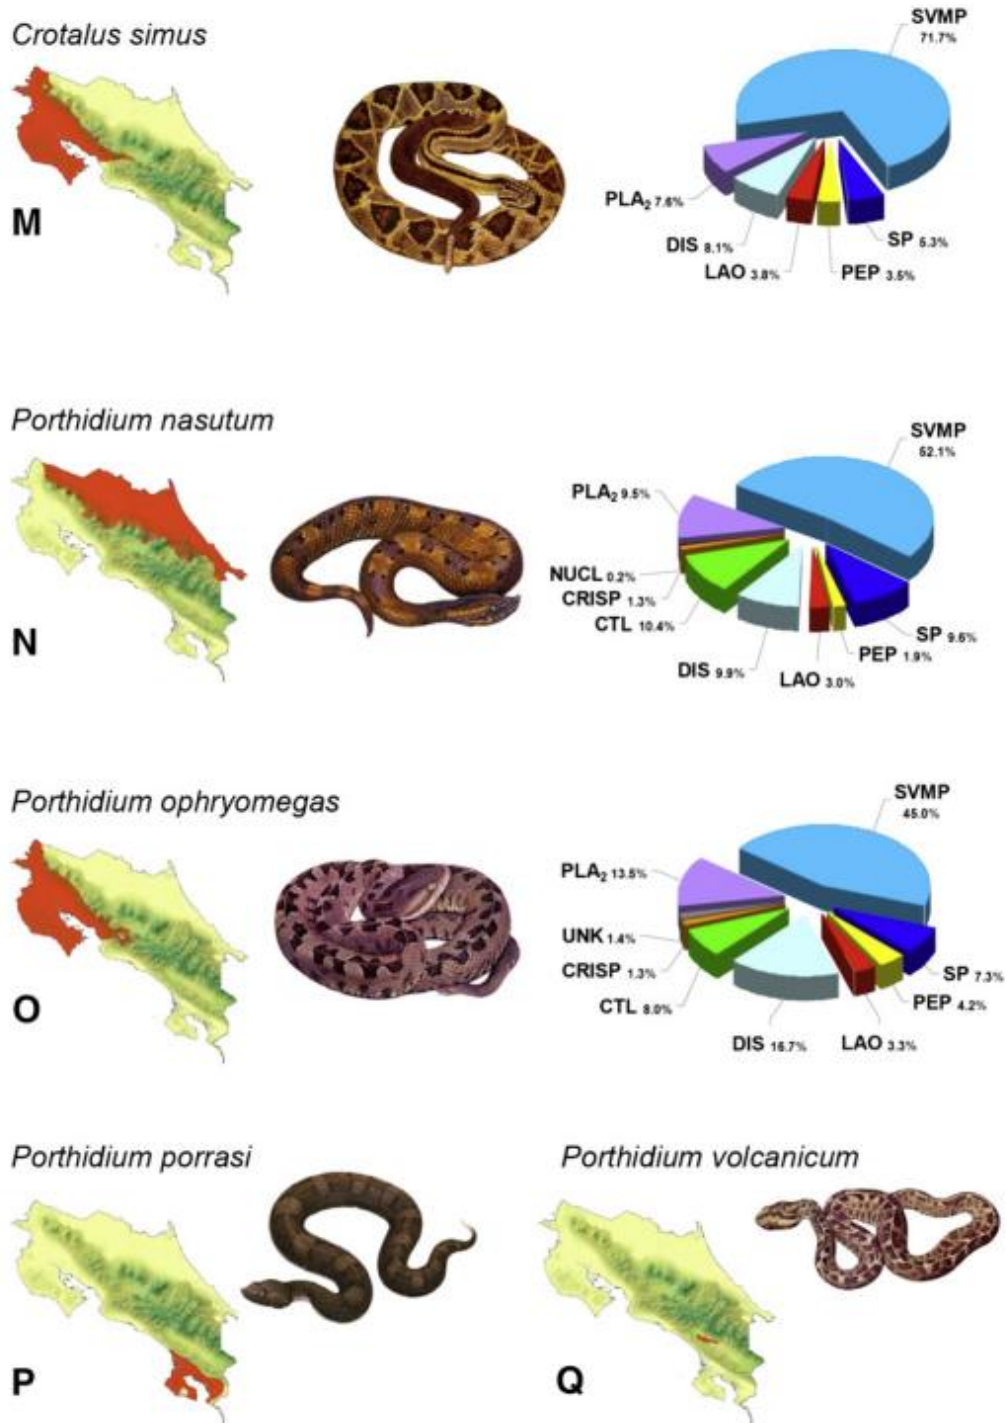 Crotalus simus
SVMP
71.7%
PLA₂ 7.6%
DIS 8.1%
LAO 3.8%
PEP 3.5%
SP 5.3%
M
Porthidium nasutum
SVMP
52.1%
PLA₂ 9.5%
NUCL 0.2%
CRISP 1.3%
CTL 10.4%
DIS 9.9%
LAO 3.0%
PEP 1.9%
SP 9.6%
N
Porthidium ophryomegas
SVMP
45.0%
PLA₂ 13.5%
UNK 1.4%
CRISP 1.3%
CTL 8.0%
DIS 16.7%
LAO 3.3%
PEP 4.2%
SP 7.3%
O
Porthidium porrasi
P
Porthidium volcanicum
Q